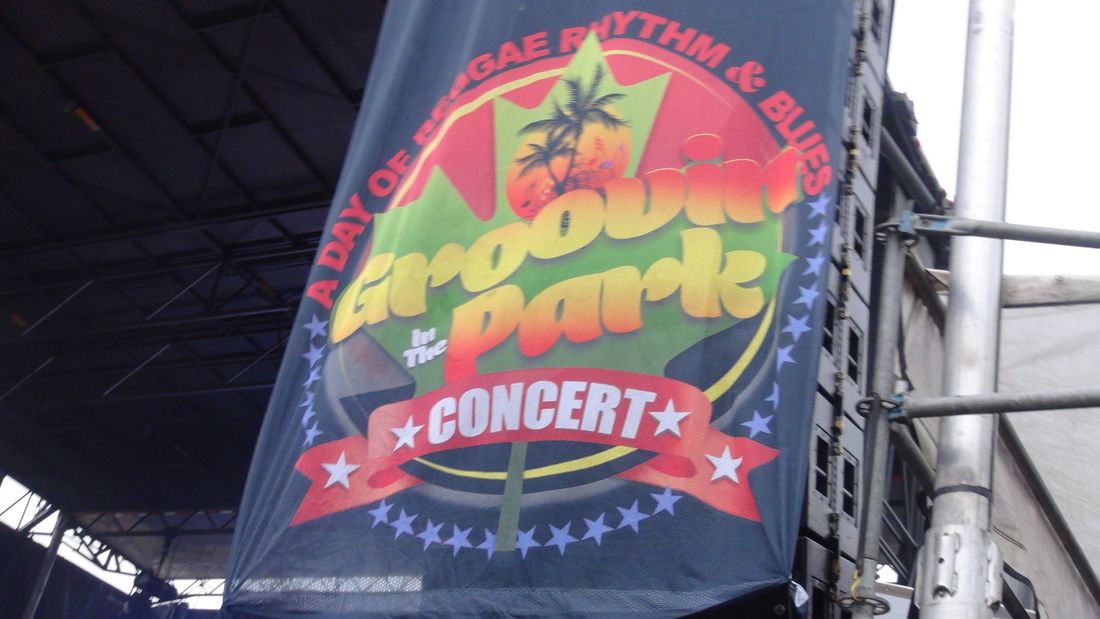 A DAY OF REGGAE RHYTHM & BLUES
Groovin
In The Park
CONCERT